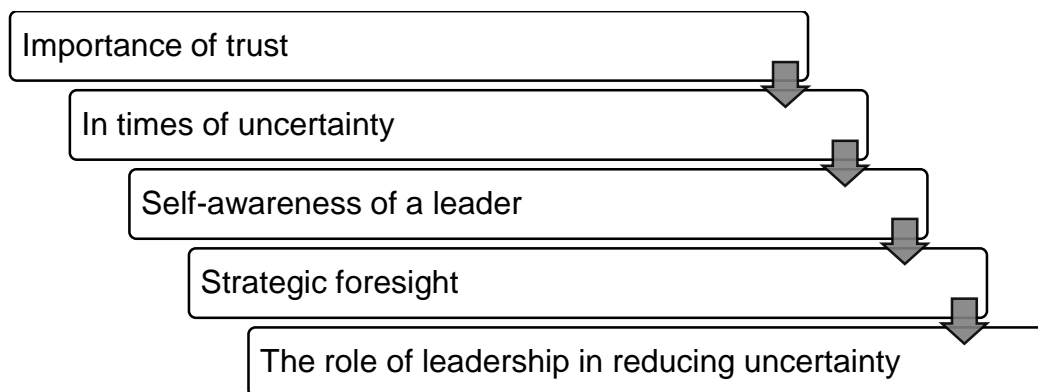 Importance of trust
In times of uncertainty
Self-awareness of a leader
Strategic foresight
The role of leadership in reducing uncertainty